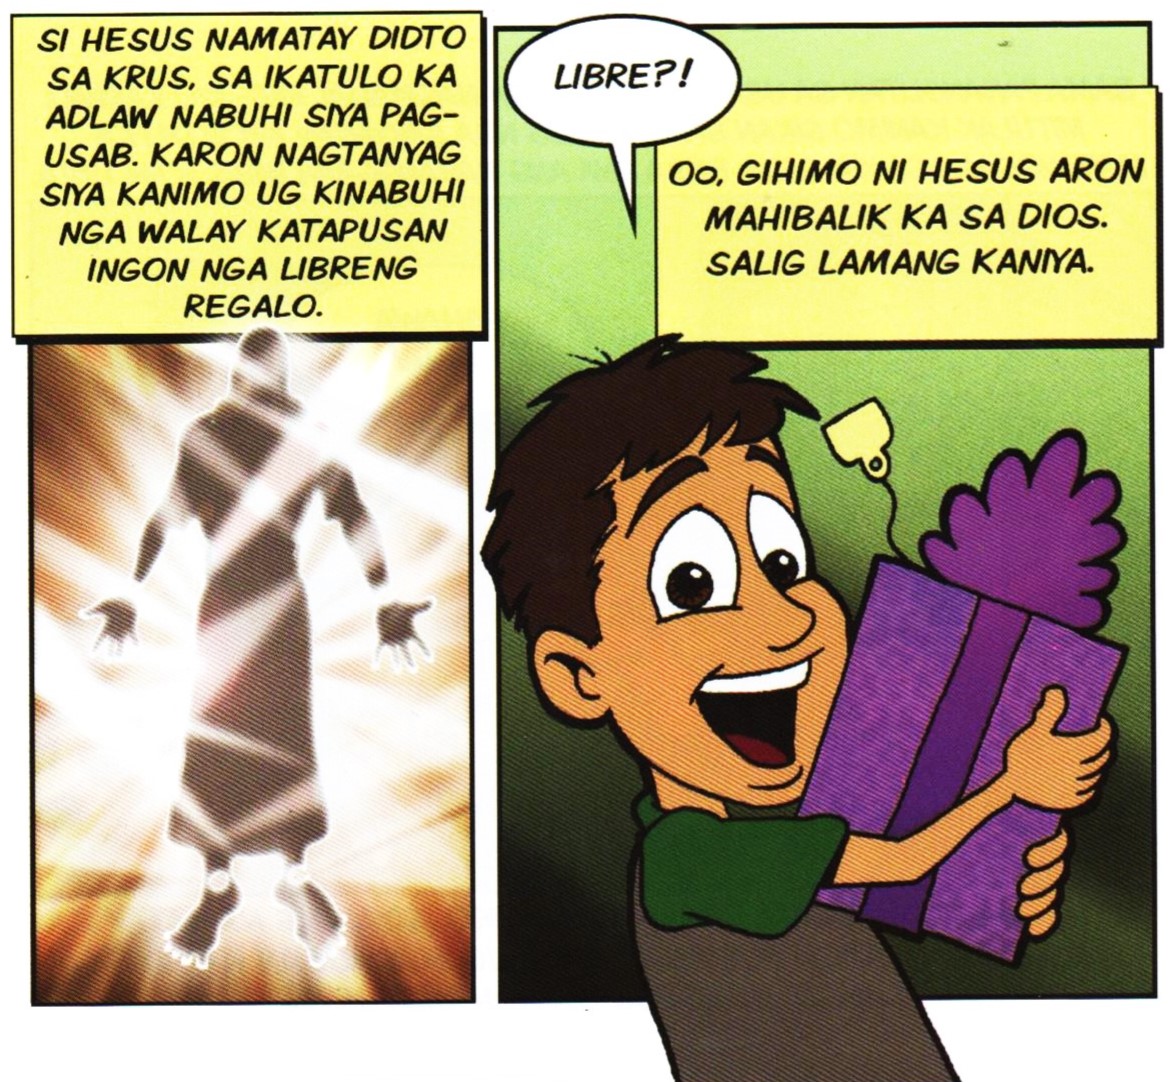 SI HESUS NAMATAY DIDTO
SA KRUS, SA IKATULO KA
ADLAW NABUHI SIYA PAG-
USAB. KARON NAGTANYAG
SIYA KANIMO UG KINABUHI
NGA WALAY KATAPUSAN
INGON NGA LIBRENG
REGALO.
LIBRE?!
Oo, GIHIMO NI HESUS ARON
MAHIBALIK KA SA DIOS.
SALIG LAMANG KANIYA.